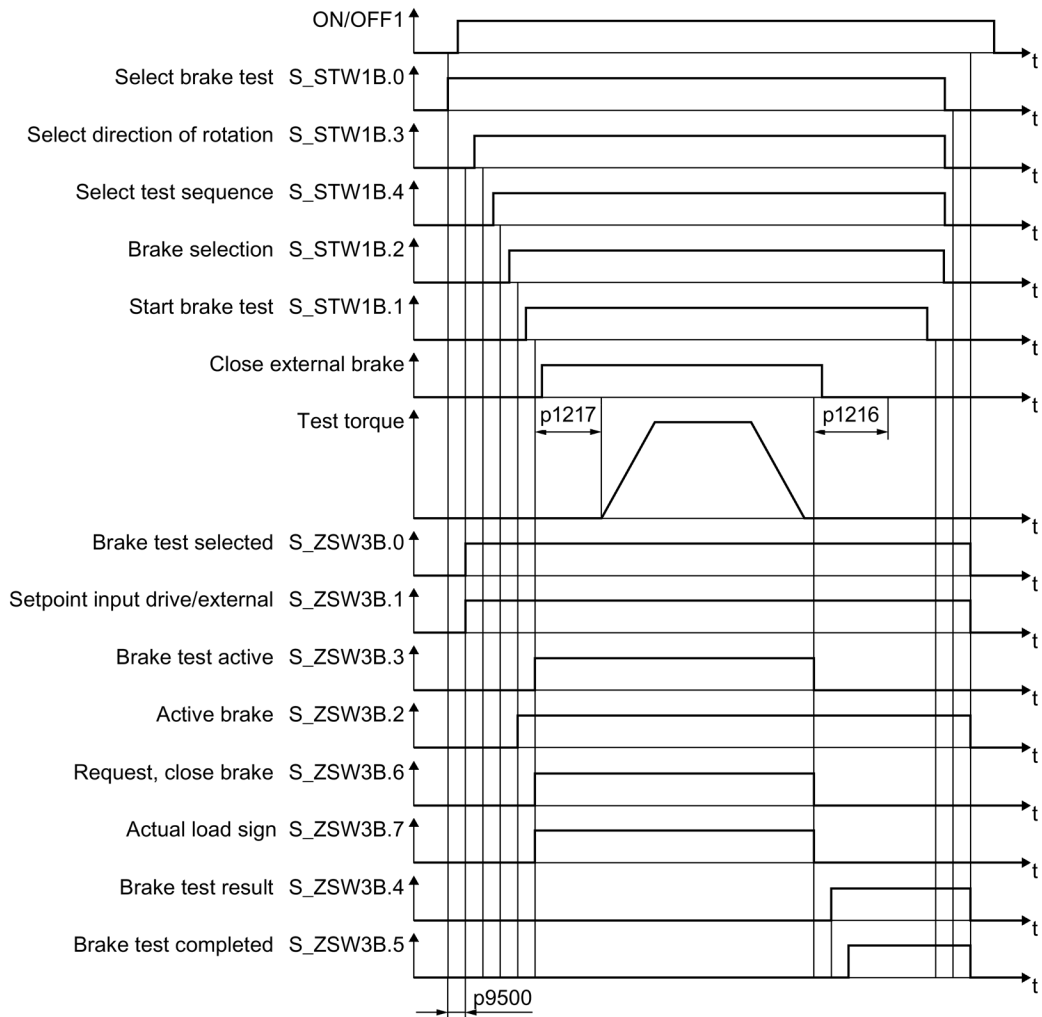 ON/OFF1
t
Select brake test S_STW1B.0
t
Select direction of rotation S_STW1B.3
t
Select test sequence S_STW1B.4
t
Brake selection S_STW1B.2
t
Start brake test S_STW1B.1
t
Close external brake
t
Test torque p1217 p1216
t
Brake test selected S_ZSW3B.0
t
Setpoint input drive/external S_ZSW3B.1
t
Brake test active S_ZSW3B.3
t
Active brake S_ZSW3B.2
t
Request, close brake S_ZSW3B.6
t
Actual load sign S_ZSW3B.7
t
Brake test result S_ZSW3B.4
t
Brake test completed S_ZSW3B.5
t
p9500